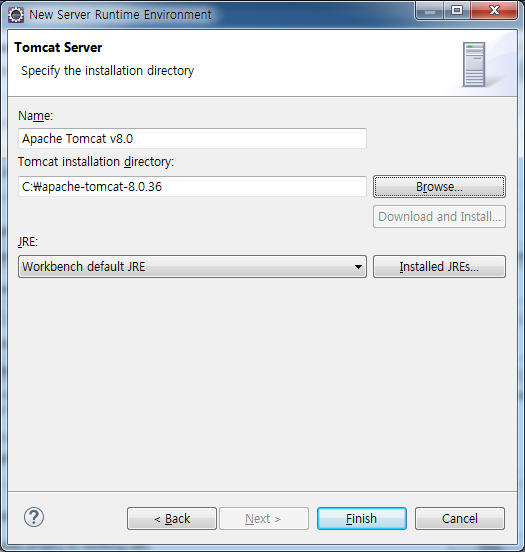 New Server Runtime Environment
Tomcat Server
Specify the installation directory
Name:
Apache Tomcat v8.0
Tomcat installation directory:
C:₩apache-tomcat-8.0.36
Browse...
Download and Install...
JRE:
Workbench default JRE
Installed JREs...
?
< Back
Next >
Finish
Cancel